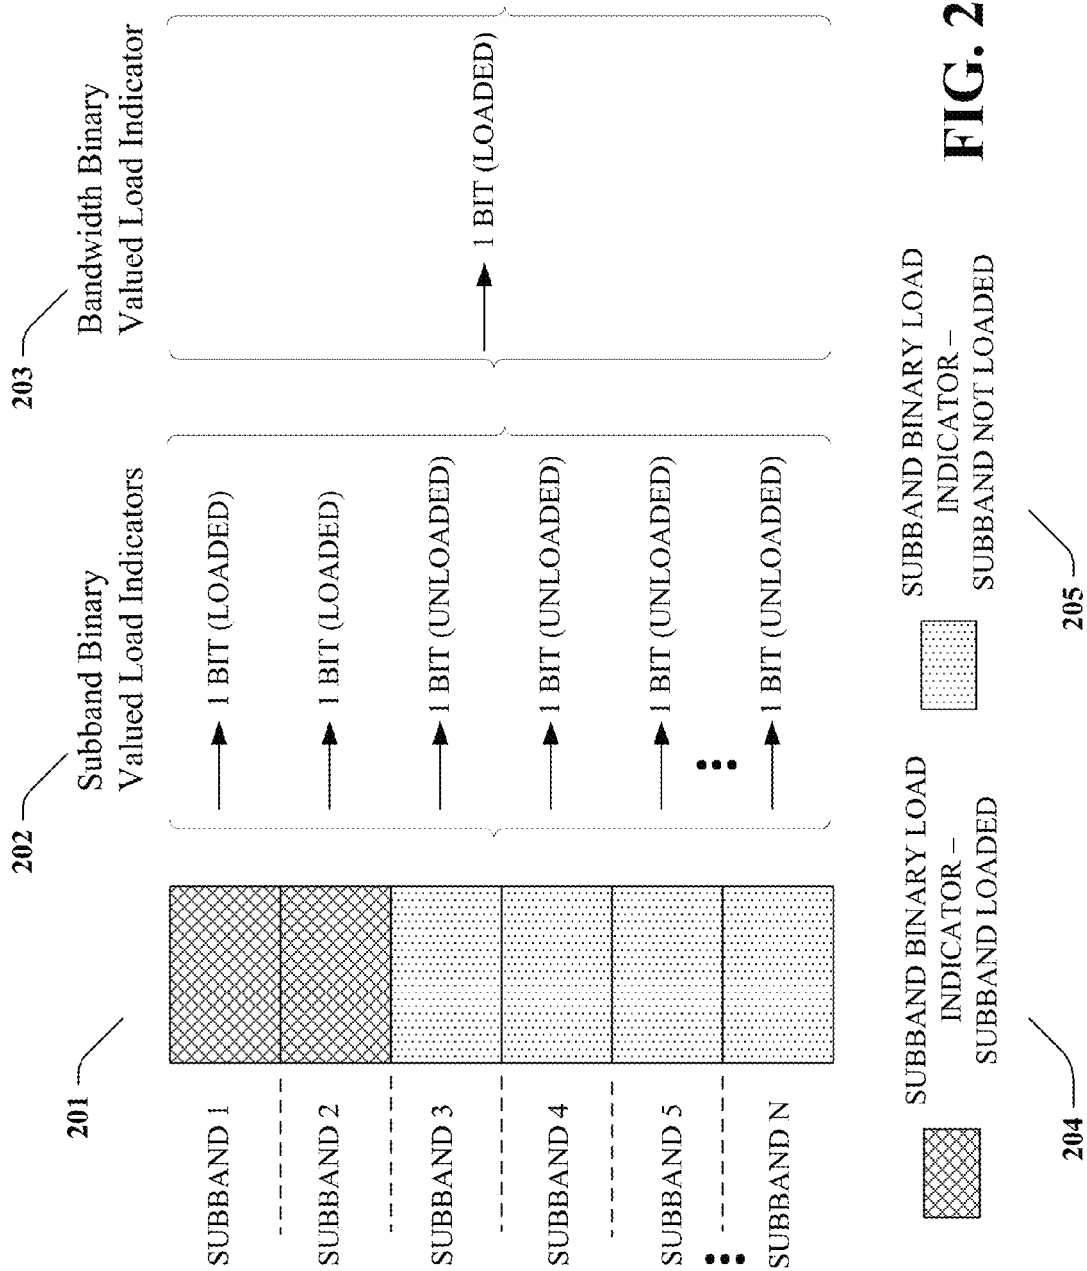 201
202
203
Subband Binary
Valued Load Indicators
Bandwidth Binary
Valued Load Indicator
SUBBAND 1
1 BIT (LOADED)
SUBBAND 2
1 BIT (LOADED)
SUBBAND 3
1 BIT (UNLOADED)
1 BIT (LOADED)
SUBBAND 4
1 BIT (UNLOADED)
SUBBAND 5
1 BIT (UNLOADED)
SUBBAND N
1 BIT (UNLOADED)
SUBBAND BINARY LOAD
INDICATOR –
SUBBAND LOADED
204
SUBBAND BINARY LOAD
INDICATOR –
SUBBAND NOT LOADED
205
FIG. 2